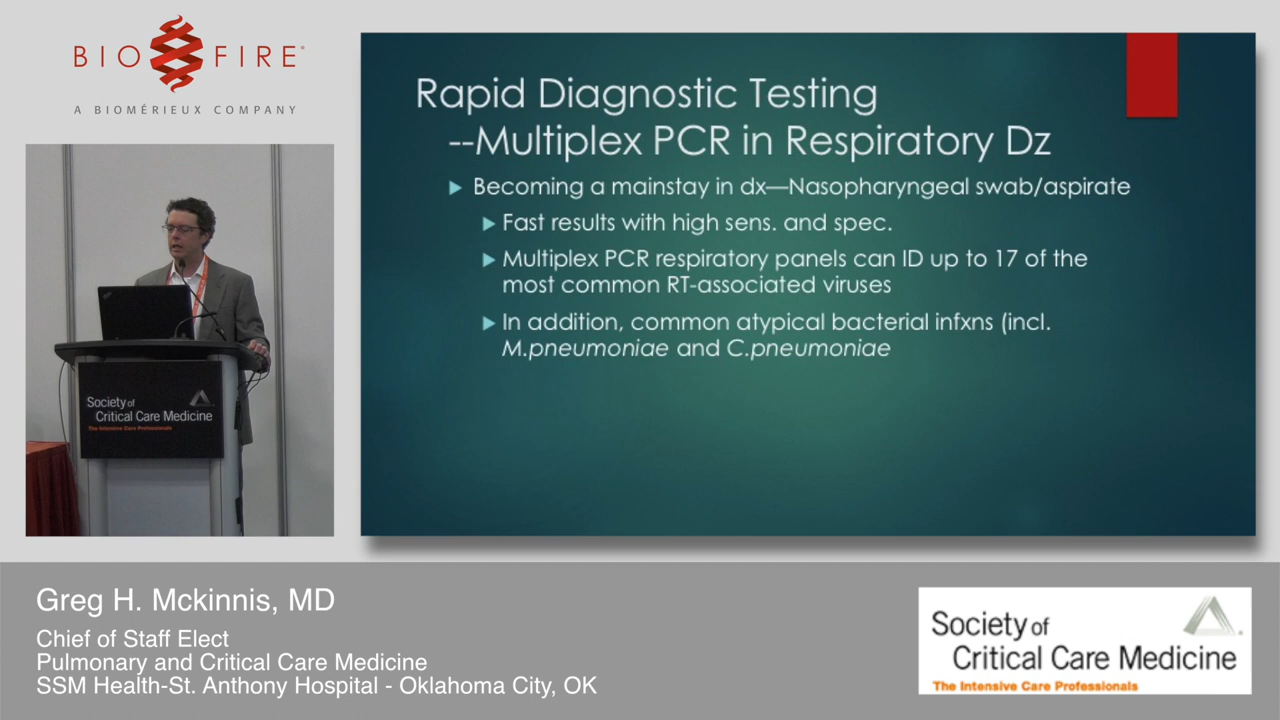 BIO FIRE®
A BIOMÉRIEUX COMPANY
Rapid Diagnostic Testing
--Multiplex PCR in Respiratory Dz
Becoming a mainstay in dx—Nasopharyngeal swab/aspirate
Fast results with high sens. and spec.
Multiplex PCR respiratory panels can ID up to 17 of the
most common RT-associated viruses
In addition, common atypical bacterial infxns (incl.
M.pneumoniae and C.pneumoniae
Society of
Critical Care Medicine
The Intensive Care Professionals
Greg H. Mckinnis, MD
Chief of Staff Elect
Pulmonary and Critical Care Medicine
SSM Health-St. Anthony Hospital - Oklahoma City, OK
Society of
Critical Care Medicine
The Intensive Care Professionals